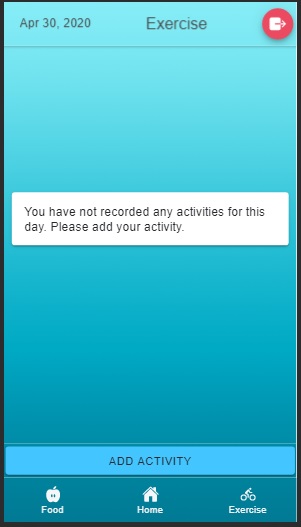 Apr 30, 2020
Exercise
You have not recorded any activities for this
day. Please add your activity.
ADD ACTIVITY
Food
Home
Exercise